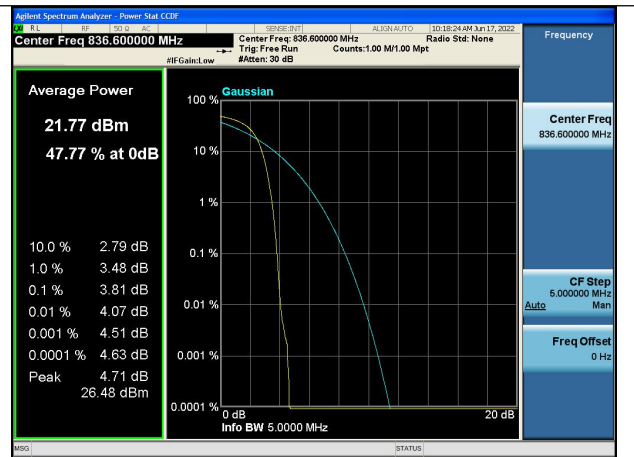 Agilent Spectrum Analyzer - Power Stat CCDF
RL RF 50 Ω AC SENSE:INT ALIGN AUTO 10:18:24 AM Jun 17, 2022
Center Freq 836.600000 MHz
Center Freq: 836.600000 MHz Radio Std: None
Trig: Free Run Counts:1.00 M/1.00 Mpt
#IFGain:Low #Atten: 30 dB
Frequency
Average Power
21.77 dBm
47.77 % at 0dB
10.0 % 2.79 dB
1.0 % 3.48 dB
0.1 % 3.81 dB
0.01 % 4.07 dB
0.001 % 4.51 dB
0.0001 % 4.63 dB
Peak 4.71 dB
26.48 dBm
Gaussian
100 %
10 %
1 %
0.1 %
0.01 %
0.001 %
0.0001 %
0 dB 20 dB
Info BW 5.0000 MHz
Center Freq
836.600000 MHz
CF Step
5.000000 MHz
Auto Man
Freq Offset
0 Hz
MSG STATUS